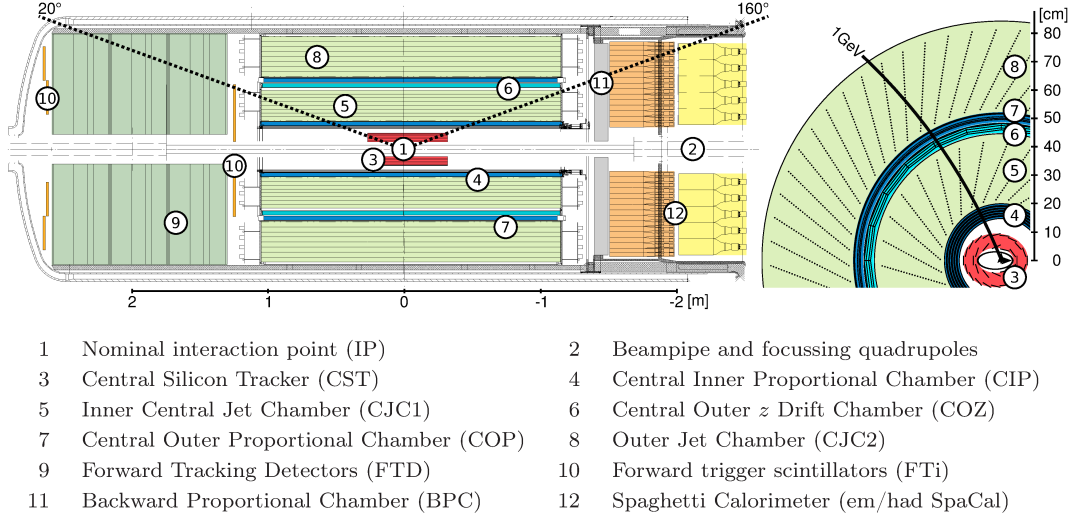 20° 160° [cm]
1GeV
80
70
60
50
40
30
20
10
0
8 6 11 5 10 1 2 3 10 4 9 12 7
8 7 6 5 4 3
2 1 0 -1 -2 [m]
1 Nominal interaction point (IP) 2 Beampipe and focussing quadrupoles
3 Central Silicon Tracker (CST) 4 Central Inner Proportional Chamber (CIP)
5 Inner Central Jet Chamber (CJC1) 6 Central Outer z Drift Chamber (COZ)
7 Central Outer Proportional Chamber (COP) 8 Outer Jet Chamber (CJC2)
9 Forward Tracking Detectors (FTD) 10 Forward trigger scintillators (FTi)
11 Backward Proportional Chamber (BPC) 12 Spaghetti Calorimeter (em/had SpaCal)